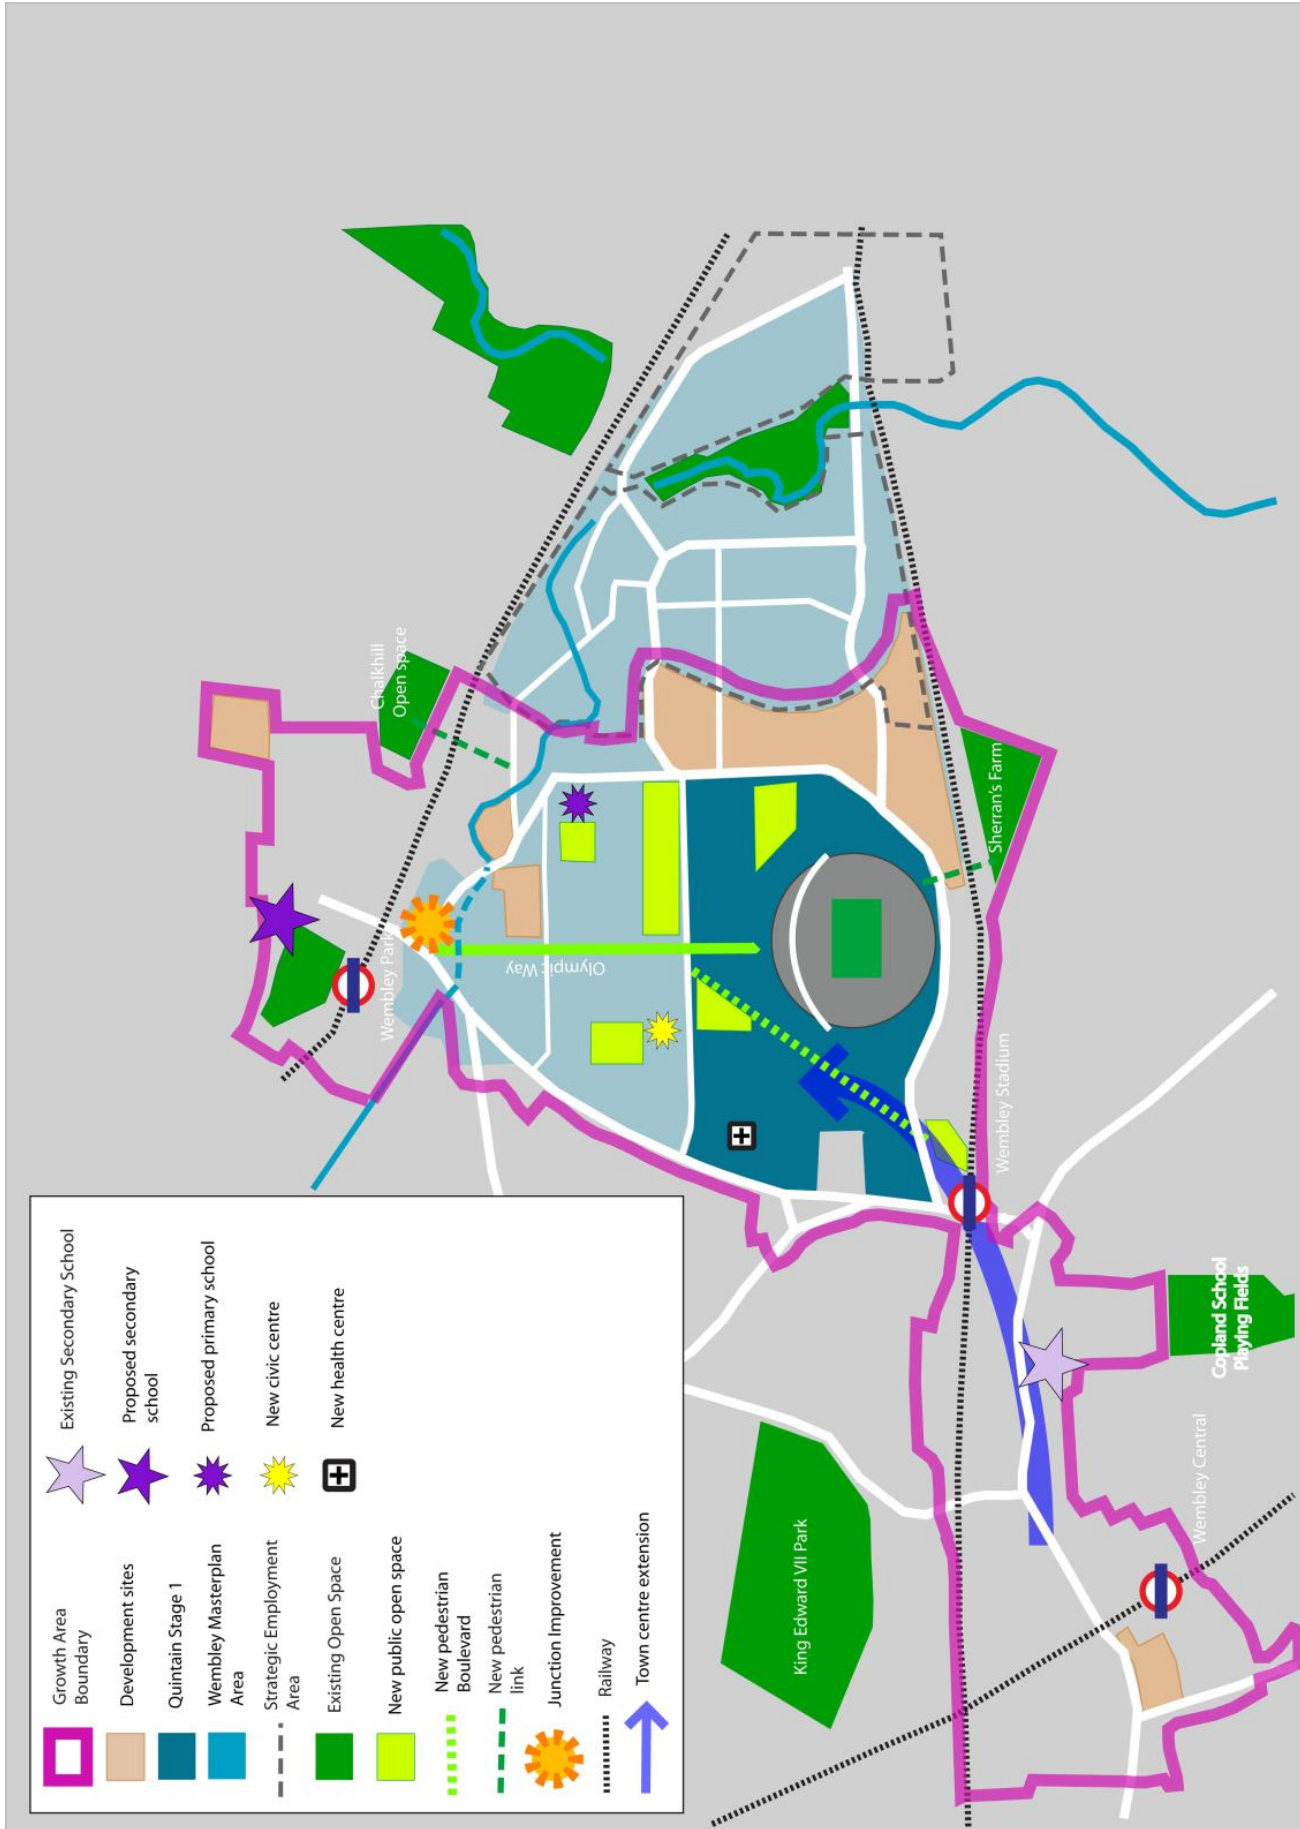 Growth Area
Boundary
Development sites
Quintain Stage 1
Wembley Masterplan
Area
Strategic Employment
Area
Existing Open Space
New public open space
New pedestrian
Boulevard
New pedestrian
link
Junction Improvement
Railway
Town centre extension
Existing Secondary School
Proposed secondary
school
Proposed primary school
New civic centre
New health centre
Chalkhill
Open space
Wembley Park
Olympic Way
Sherran's Farm
Wembley Stadium
Copland School
Playing Fields
King Edward VII Park
Wembley Central